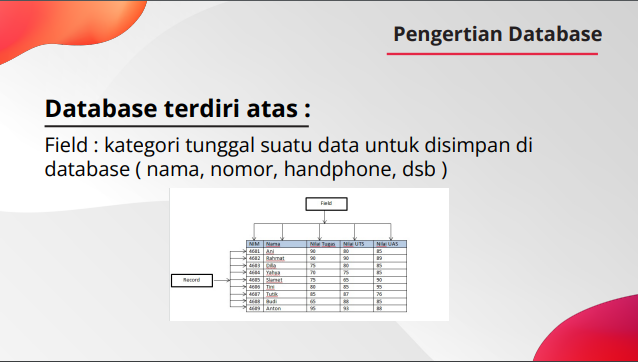 Pengertian Database
Database terdiri atas :
Field : kategori tunggal suatu data untuk disimpan di
database ( nama, nomor, handphone, dsb )
Field
NIM Nama Nilai Tugas Nilai UTS Nilai UAS
4681 Ani 90 80 85
4682 Rahmat 90 90 89
4683 Dilla 75 80 85
4684 Yahya 70 75 85
Record
4685 Slamet 75 65 90
4686 Tini 80 85 95
4687 Tutik 85 87 76
4688 Budi 65 88 85
4689 Anton 95 93 88